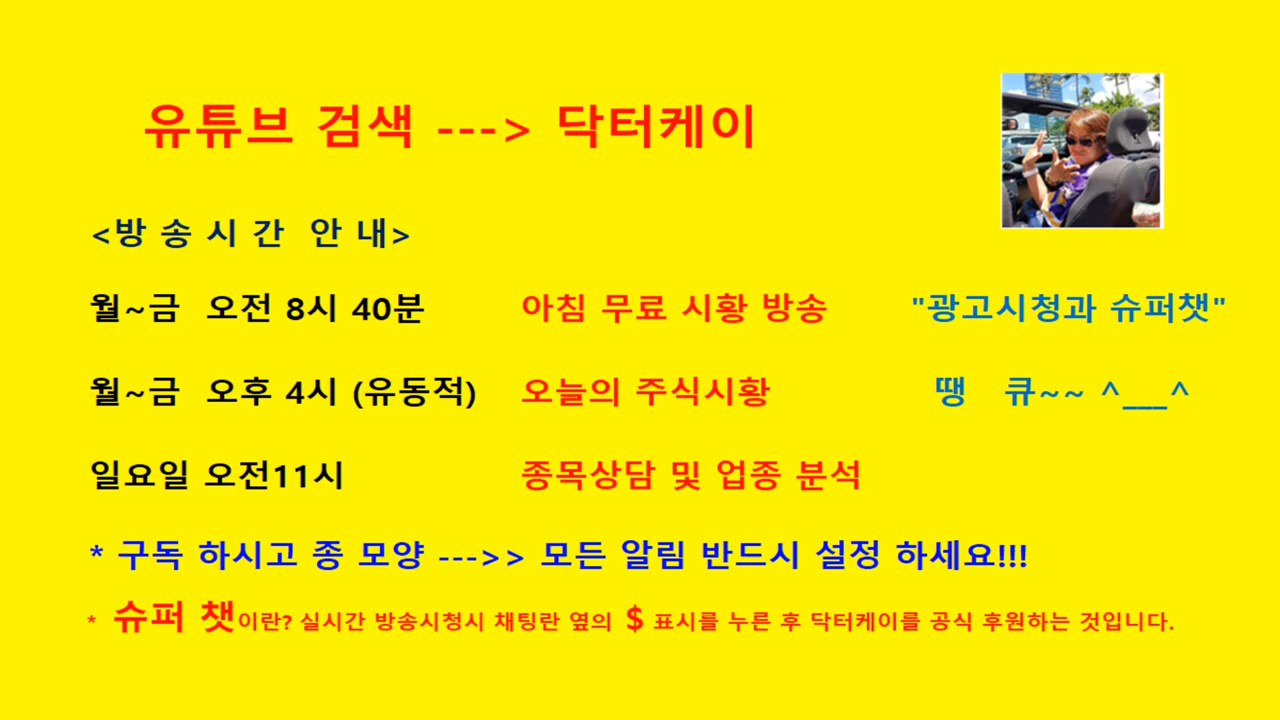 유튜브 검색 ---> 닥터케이
<방 송 시 간 안 내>
월~금 오전 8시 40분 아침 무료 시황 방송 "광고시청과 슈퍼챗"
월~금 오후 4시 (유동적) 오늘의 주식시황 땡 큐~~ ^___^
일요일 오전11시 종목상담 및 업종 분석
* 구독 하시고 종 모양 --->> 모든 알림 반드시 설정 하세요!!!
* 슈퍼 챗이란? 실시간 방송시청시 채팅란 옆의 $ 표시를 누른 후 닥터케이를 공식 후원하는 것입니다.